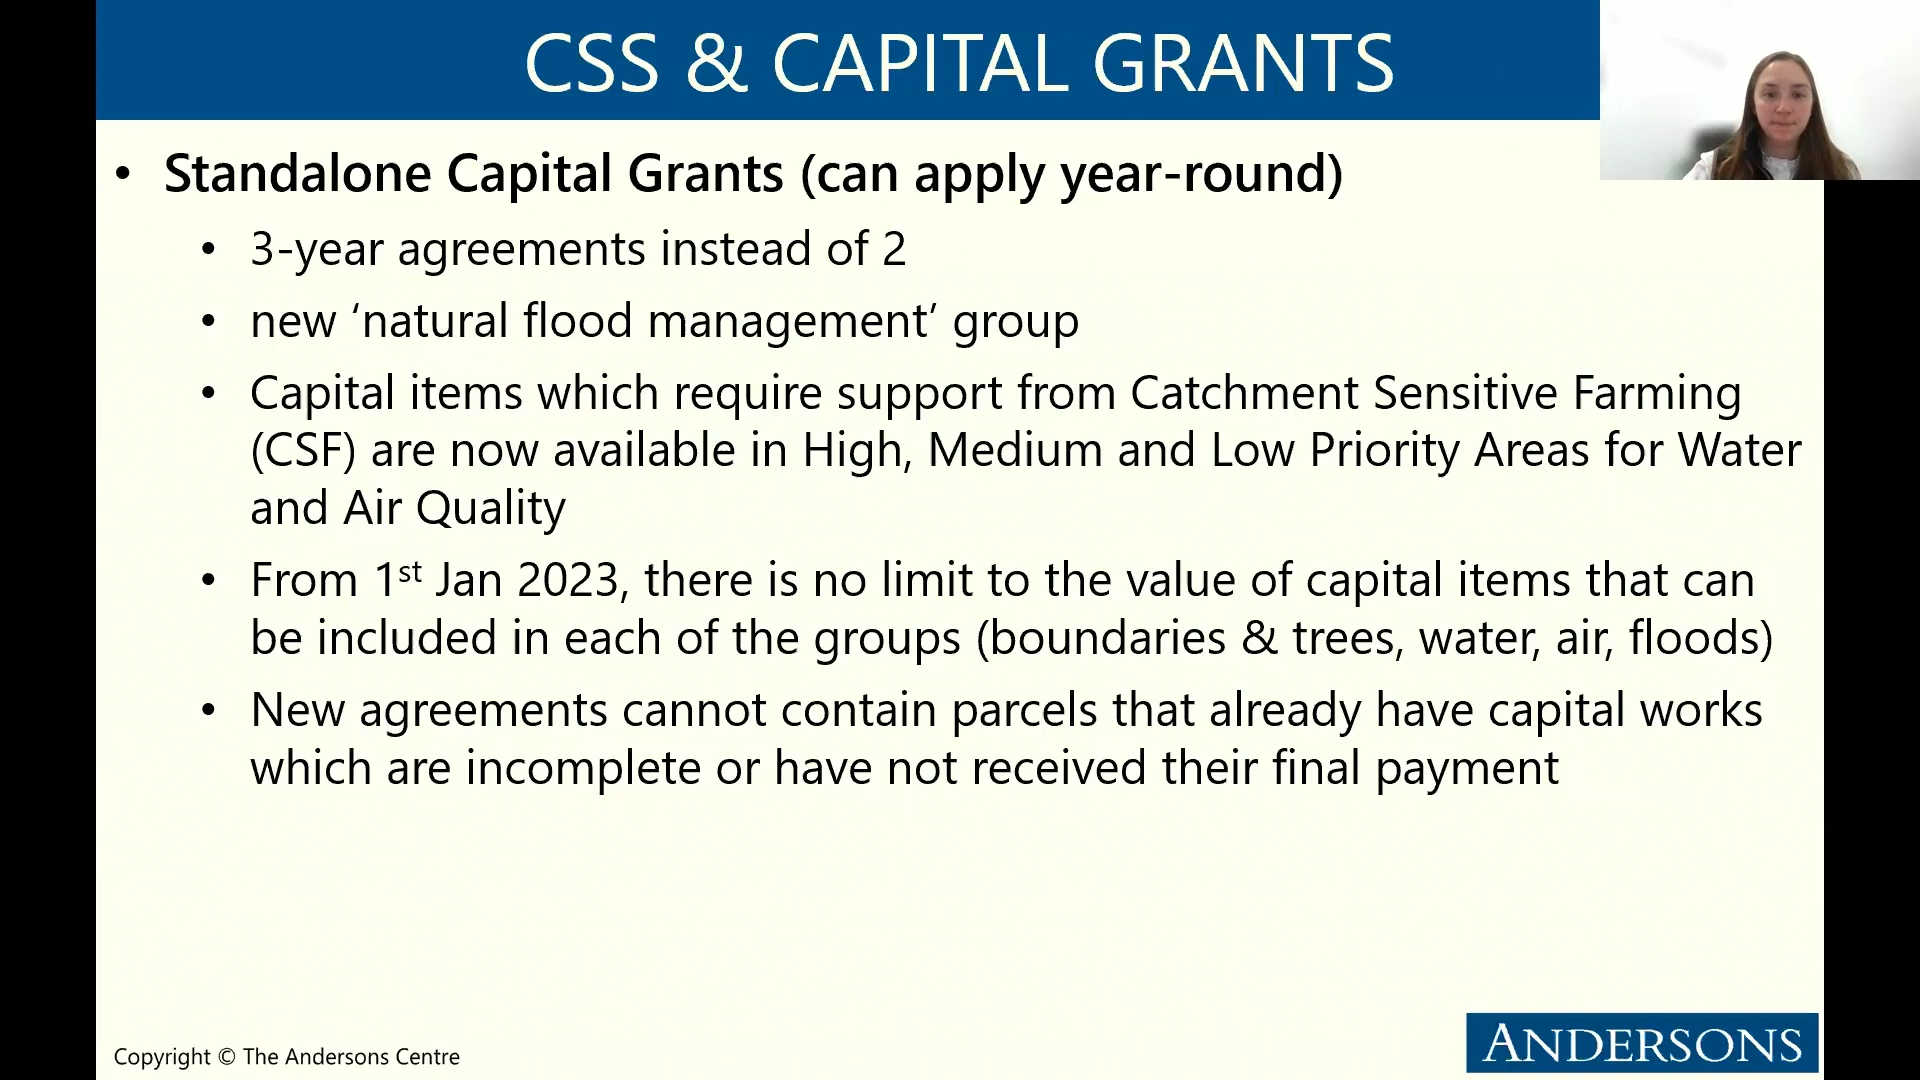 CSS & CAPITAL GRANTS
• Standalone Capital Grants (can apply year-round)
• 3-year agreements instead of 2
• new ‘natural flood management’ group
• Capital items which require support from Catchment Sensitive Farming
(CSF) are now available in High, Medium and Low Priority Areas for Water
and Air Quality
• From 1st Jan 2023, there is no limit to the value of capital items that can
be included in each of the groups (boundaries & trees, water, air, floods)
• New agreements cannot contain parcels that already have capital works
which are incomplete or have not received their final payment
Copyright © The Andersons Centre
ANDERSONS